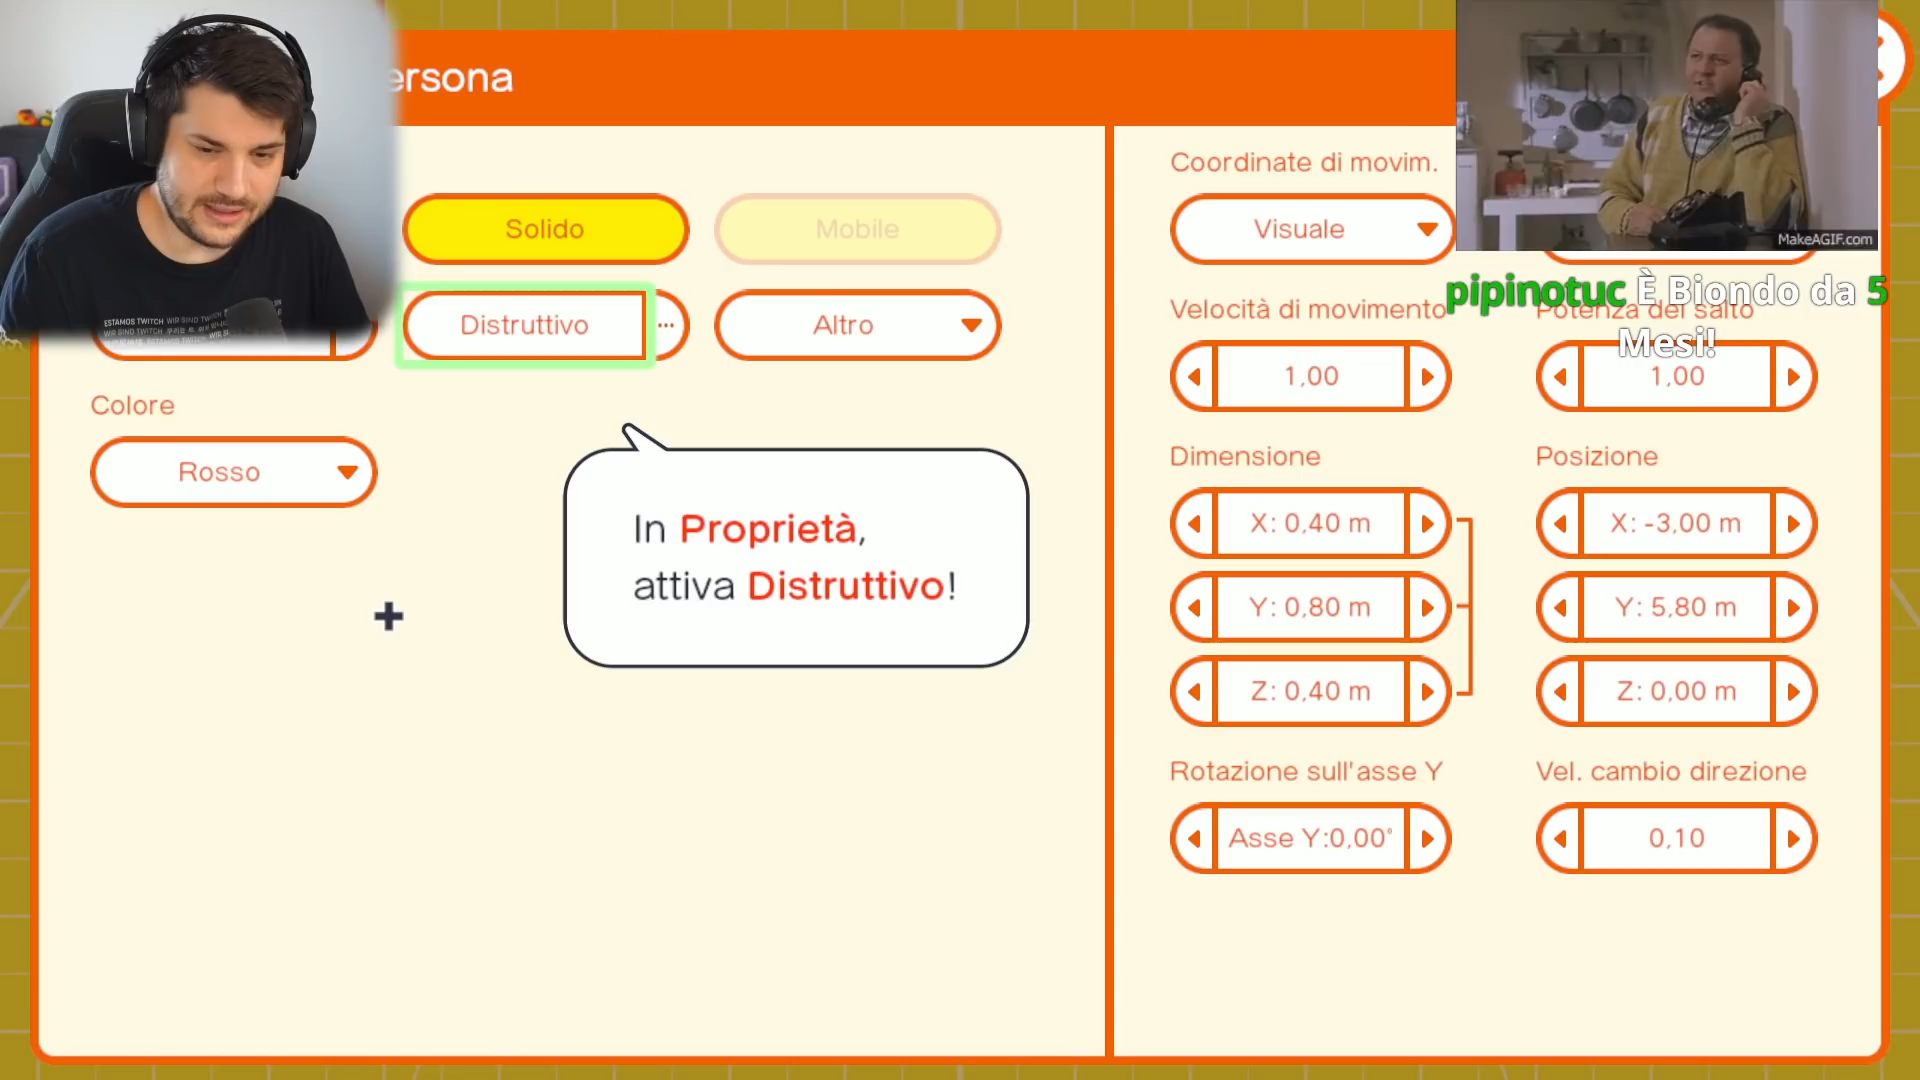 ersona
Solido
Mobile
Distruttivo
...
Altro
Colore
Rosso
In Proprietà,
attiva Distruttivo!
Coordinate di movim.
Visuale
Velocità di movimento
Potenza del salto
1,00
1,00
Dimensione
Posizione
X: 0,40 m
X: -3,00 m
Y: 0,80 m
Y: 5,80 m
Z: 0,40 m
Z: 0,00 m
Rotazione sull'asse Y
Vel. cambio direzione
Asse Y:0,00°
0,10
MakeAGIF.com
pipinotuc È Biondo da 5
Mesi!
ESTAMOS TWITCH WIR SIND TWITCH